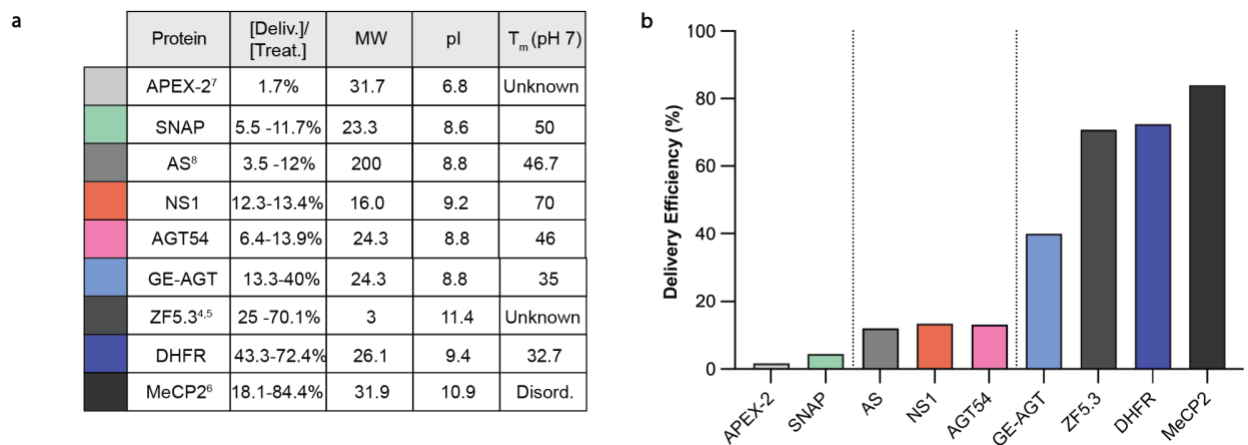 a
Protein [Deliv.]/[Treat.] MW pI Tm (pH 7)
APEX-2⁷ 1.7% 31.7 6.8 Unknown
SNAP 5.5 -11.7% 23.3 8.6 50
AS⁸ 3.5 -12% 200 8.8 46.7
NS1 12.3-13.4% 16.0 9.2 70
AGT54 6.4-13.9% 24.3 8.8 46
GE-AGT 13.3-40% 24.3 8.8 35
ZF5.3⁴,⁵ 25 -70.1% 3 11.4 Unknown
DHFR 43.3-72.4% 26.1 9.4 32.7
MeCP2⁶ 18.1-84.4% 31.9 10.9 Disord.
b
Delivery Efficiency (%)
100
80
60
40
20
0
APEX-2
SNAP
AS
NS1
AGT54
GE-AGT
ZF5.3
DHFR
MeCP2